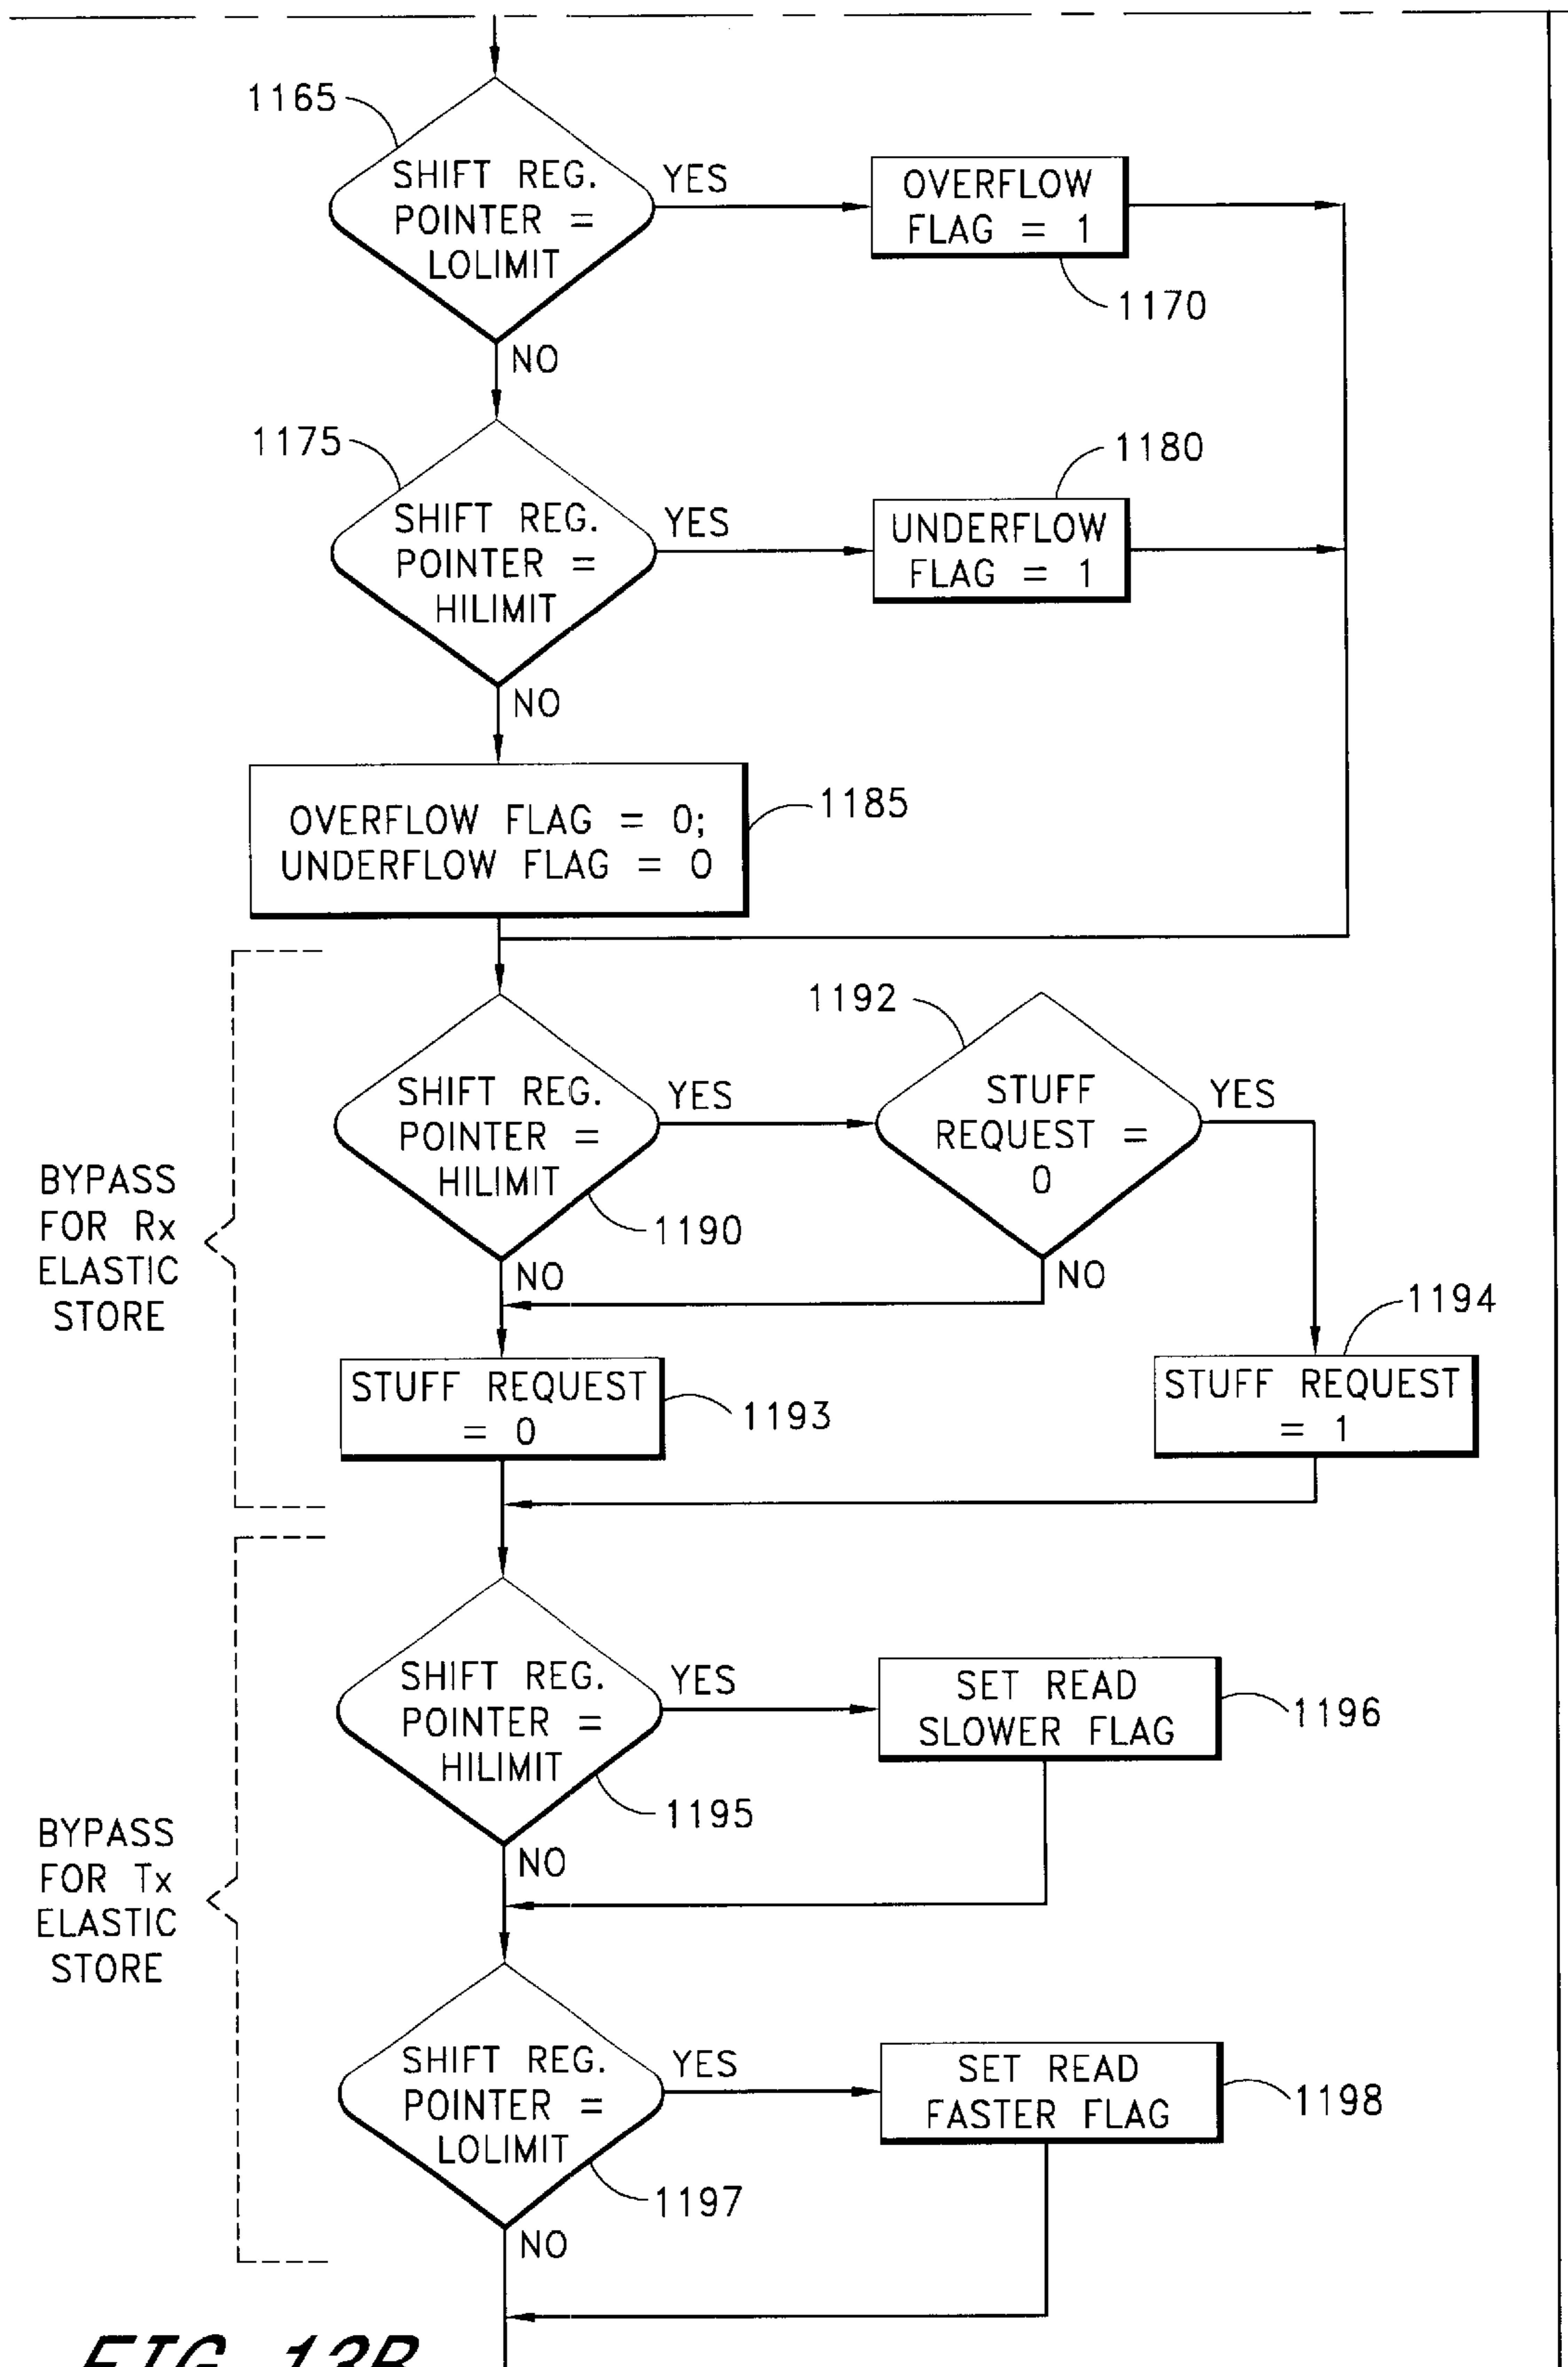 1165
SHIFT REG.
POINTER =
LOLIMIT
YES
OVERFLOW
FLAG = 1
1170
NO
1175
SHIFT REG.
POINTER =
HILIMIT
YES
1180
UNDERFLOW
FLAG = 1
NO
OVERFLOW FLAG = 0;
UNDERFLOW FLAG = 0
1185
BYPASS
FOR Rx
ELASTIC
STORE
SHIFT REG.
POINTER =
HILIMIT
1190
YES
1192
STUFF
REQUEST =
0
YES
NO
NO
STUFF REQUEST
= 0
1193
1194
STUFF REQUEST
= 1
BYPASS
FOR Tx
ELASTIC
STORE
SHIFT REG.
POINTER =
HILIMIT
1195
YES
SET READ
SLOWER FLAG
1196
NO
SHIFT REG.
POINTER =
LOLIMIT
1197
YES
SET READ
FASTER FLAG
1198
NO
FIG. 13B